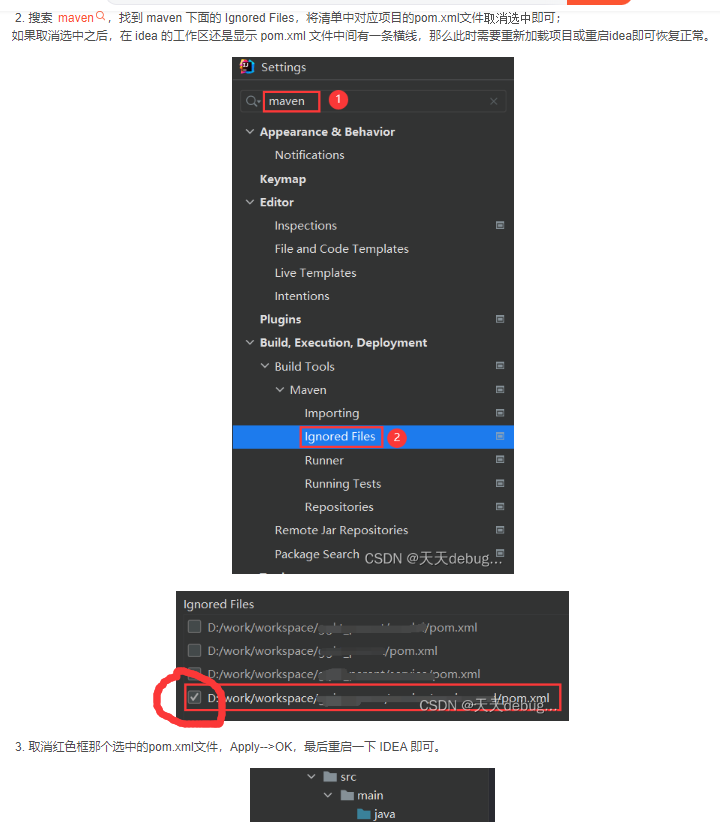 2. 搜索 maven，找到 maven 下面的 Ignored Files，将清单中对应项目的pom.xml文件取消选中即可；
如果取消选中之后，在 idea 的工作区还是显示 pom.xml 文件中间有一条横线，那么此时需要重新加载项目或重启idea即可恢复正常。
Settings
maven 1
Appearance & Behavior
Notifications
Keymap
Editor
Inspections
File and Code Templates
Live Templates
Intentions
Plugins
Build, Execution, Deployment
Build Tools
Maven
Importing
Ignored Files 2
Runner
Running Tests
Repositories
Remote Jar Repositories
Package Search
CSDN @天天debug...
Ignored Files
D:/work/workspace/ /pom.xml
D:/work/workspace/ /pom.xml
D:/work/workspace/ /pom.xml
D:/work/workspace/ /pom.xml
CSDN @天天debug...
3. 取消红色框那个选中的pom.xml文件，Apply-->OK，最后重启一下 IDEA 即可。
src
main
java